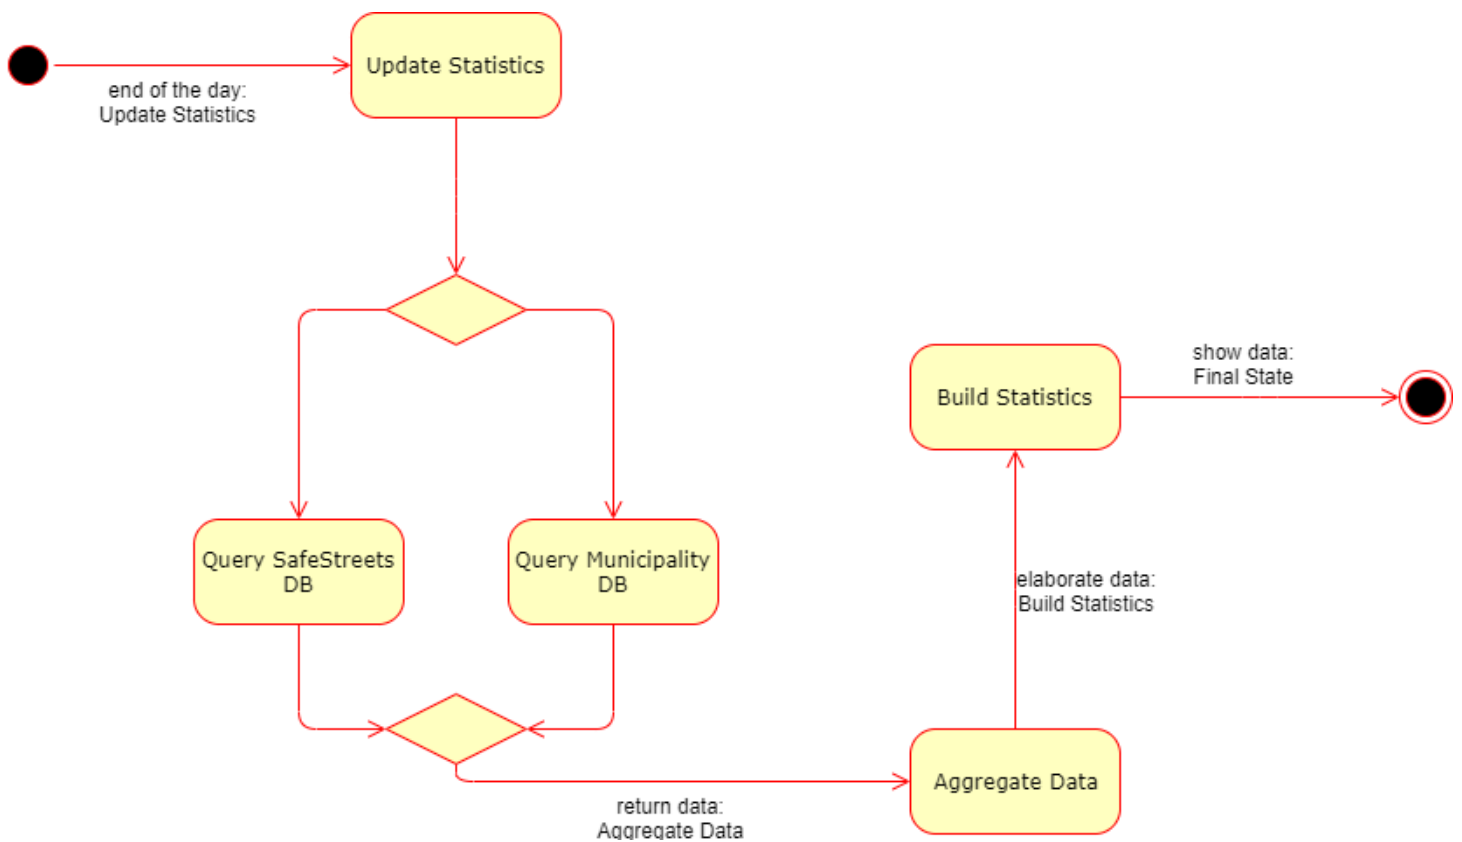 Update Statistics
end of the day:
Update Statistics
Query SafeStreets
DB
Query Municipality
DB
return data:
Aggregate Data
Aggregate Data
elaborate data:
Build Statistics
Build Statistics
show data:
Final State